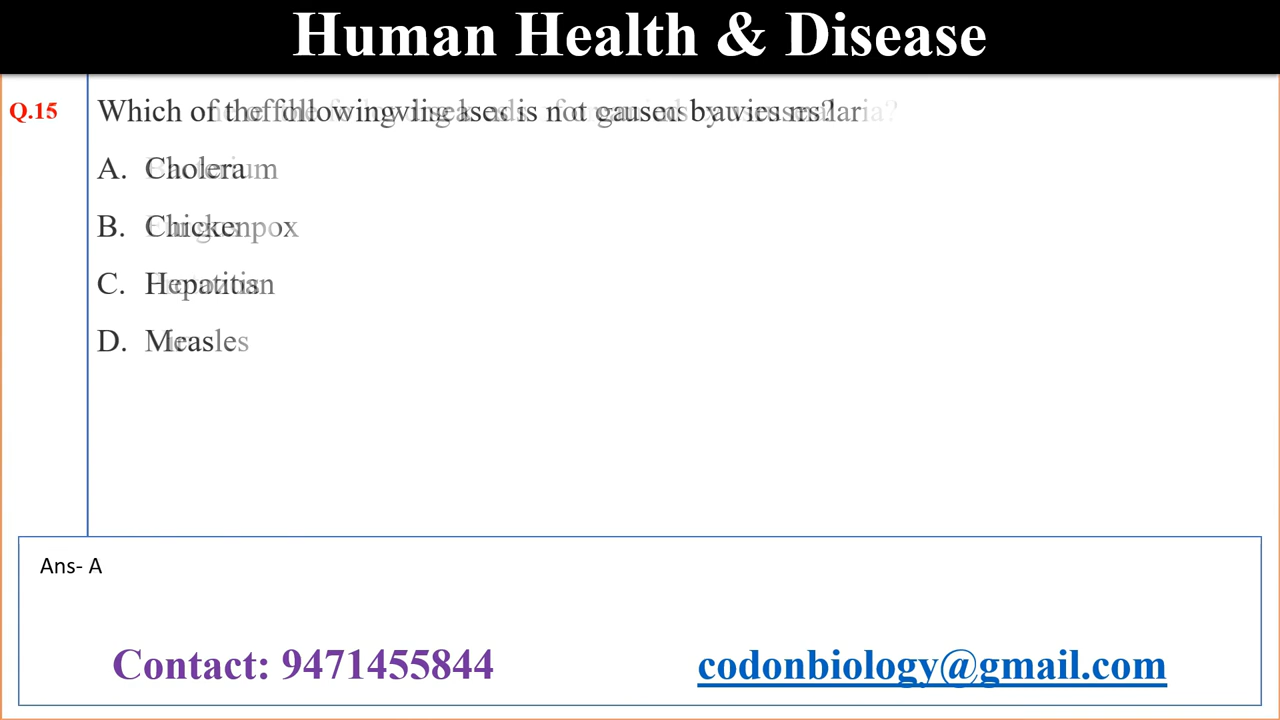 Human Health & Disease
Q.15
Which of the following is not caused by viruses?
A. Cholera
B. Chickenpox
C. Hepatitis
D. Measles
Ans- A
Contact: 9471455844
codonbiology@gmail.com